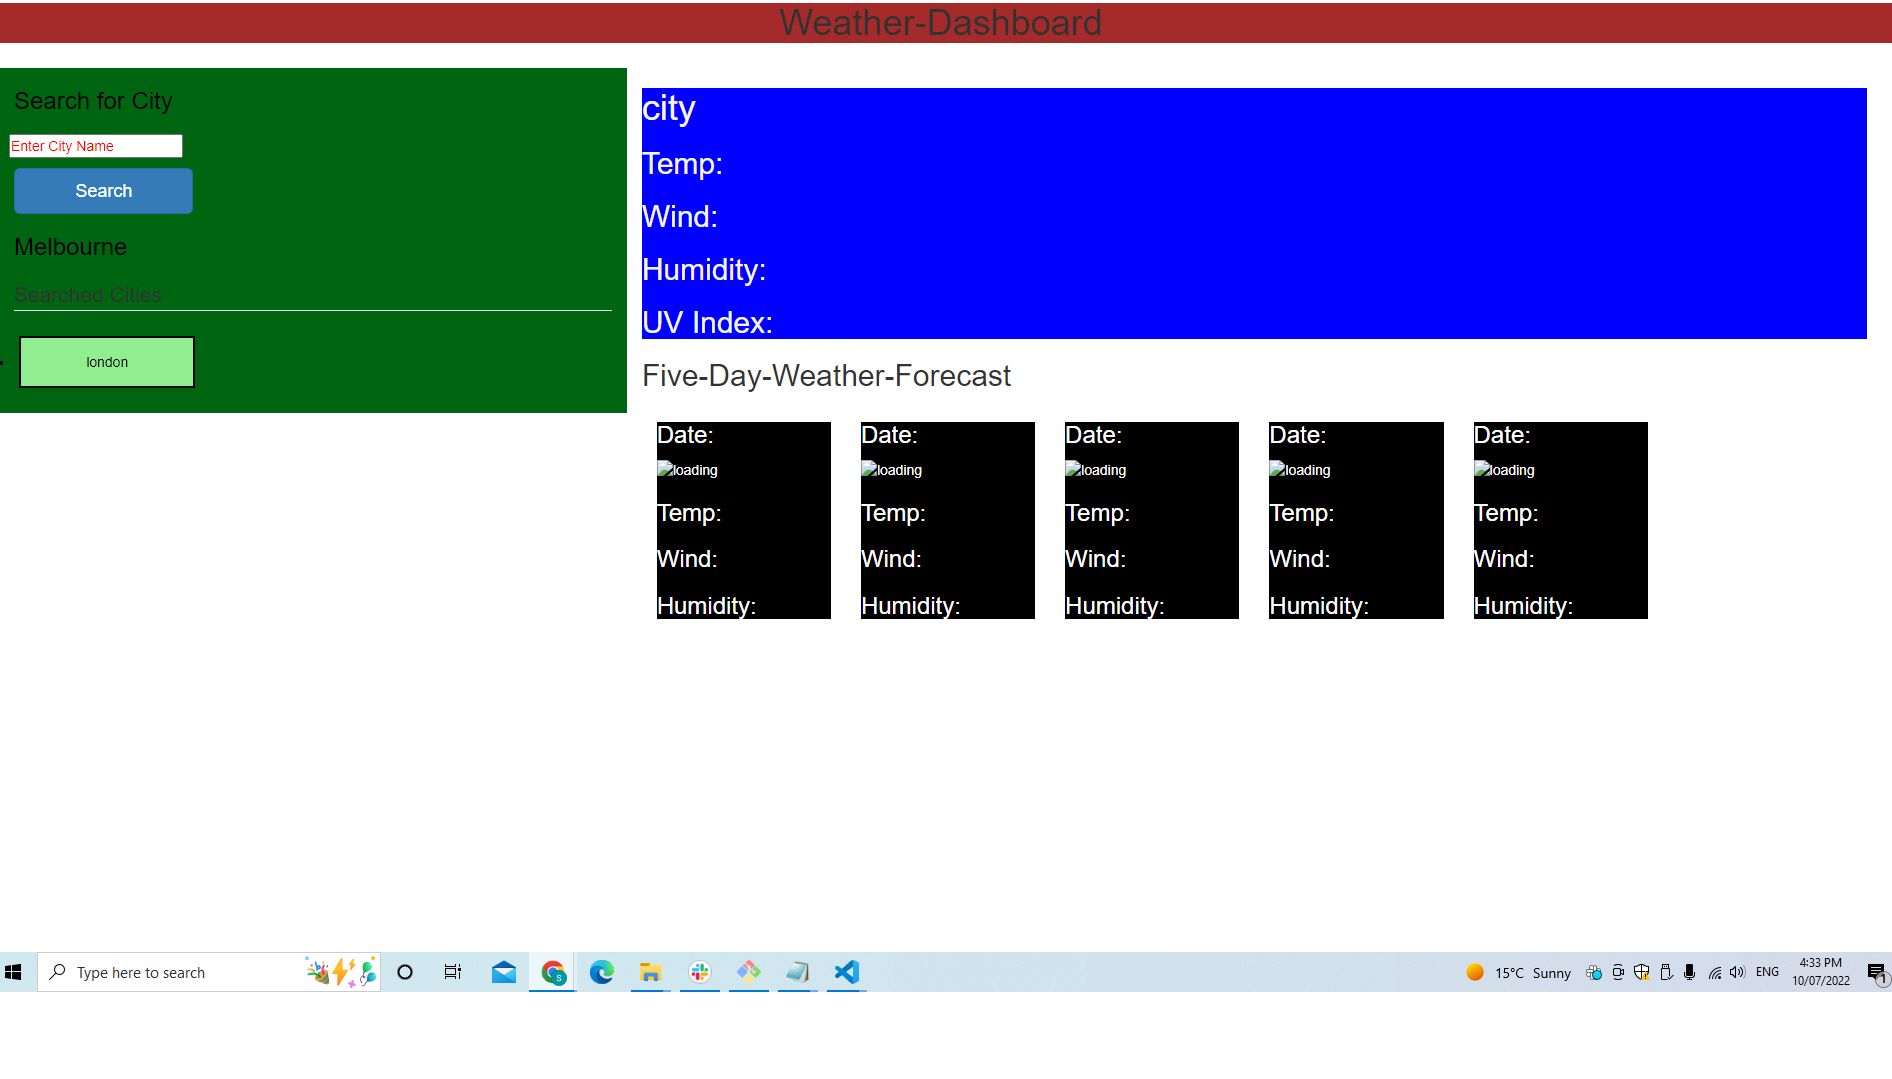 Weather-Dashboard
Search for City
Enter City Name
Search
Melbourne
Searched Cities
london
city
Temp:
Wind:
Humidity:
UV Index:
Five-Day-Weather-Forecast
Date: Date: Date: Date: Date:
loading loading loading loading loading
Temp: Temp: Temp: Temp: Temp:
Wind: Wind: Wind: Wind: Wind:
Humidity: Humidity: Humidity: Humidity: Humidity:
Type here to search
S
15°C Sunny
ENG
4:33 PM
10/07/2022
1